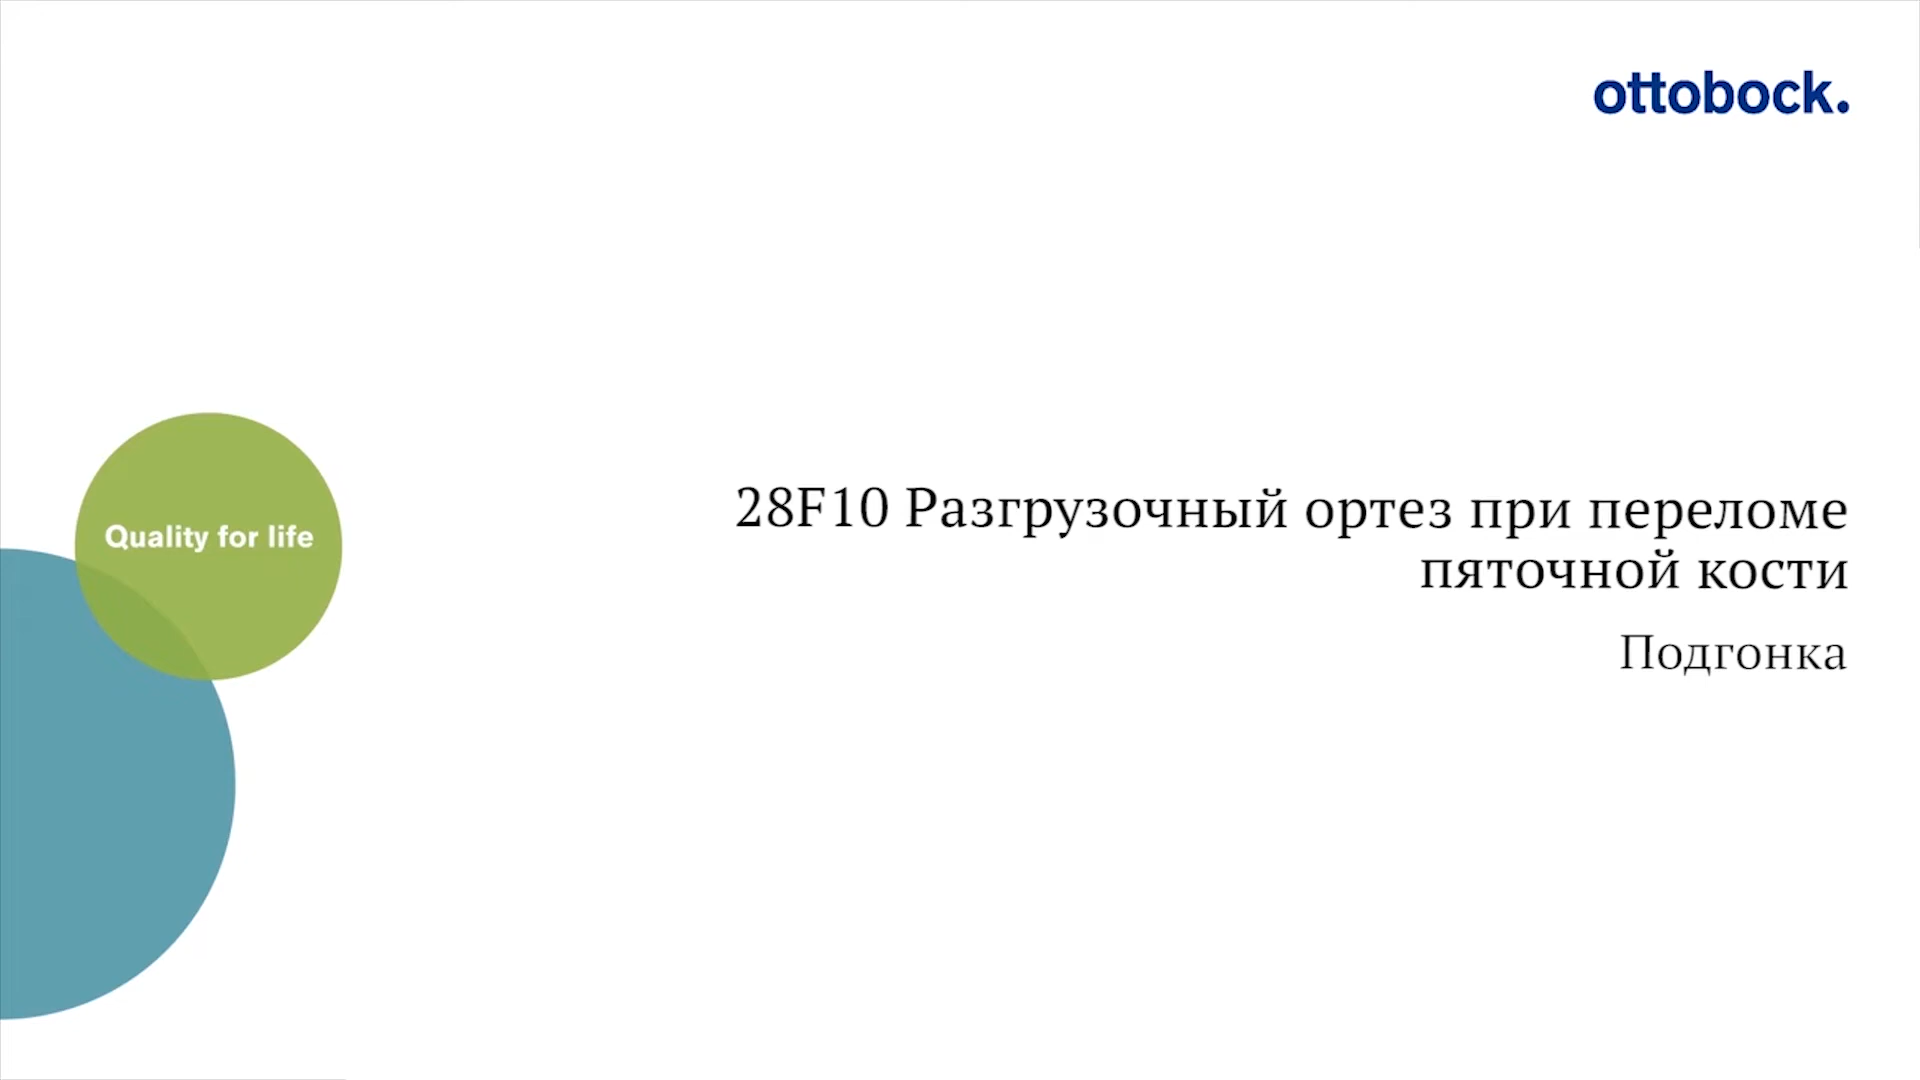 ottobock.
Quality for life
28F10 Разгрузочный ортез при переломе
пяточной кости
Подгонка